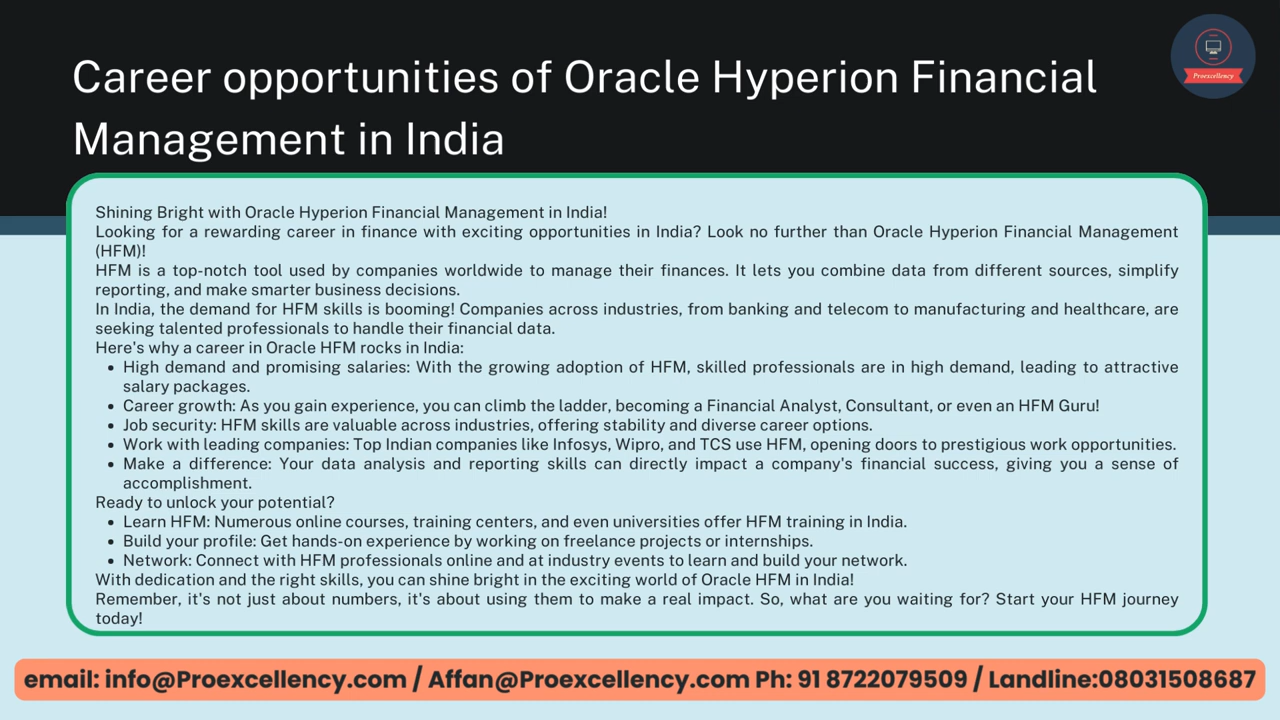 Career opportunities of Oracle Hyperion Financial
Management in India
Proexcellency
Shining Bright with Oracle Hyperion Financial Management in India!
Looking for a rewarding career in finance with exciting opportunities in India? Look no further than Oracle Hyperion Financial Management
(HFM)!
HFM is a top-notch tool used by companies worldwide to manage their finances. It lets you combine data from different sources, simplify
reporting, and make smarter business decisions.
In India, the demand for HFM skills is booming! Companies across industries, from banking and telecom to manufacturing and healthcare, are
seeking talented professionals to handle their financial data.
Here's why a career in Oracle HFM rocks in India:
• High demand and promising salaries: With the growing adoption of HFM, skilled professionals are in high demand, leading to attractive
salary packages.
• Career growth: As you gain experience, you can climb the ladder, becoming a Financial Analyst, Consultant, or even an HFM Guru!
• Job security: HFM skills are valuable across industries, offering stability and diverse career options.
• Work with leading companies: Top Indian companies like Infosys, Wipro, and TCS use HFM, opening doors to prestigious work opportunities.
• Make a difference: Your data analysis and reporting skills can directly impact a company's financial success, giving you a sense of
accomplishment.
Ready to unlock your potential?
• Learn HFM: Numerous online courses, training centers, and even universities offer HFM training in India.
• Build your profile: Get hands-on experience by working on freelance projects or internships.
• Network: Connect with HFM professionals online and at industry events to learn and build your network.
With dedication and the right skills, you can shine bright in the exciting world of Oracle HFM in India!
Remember, it's not just about numbers, it's about using them to make a real impact. So, what are you waiting for? Start your HFM journey
today!
email: info@Proexcellency.com / Affan@Proexcellency.com Ph: 91 8722079509 / Landline:08031508687